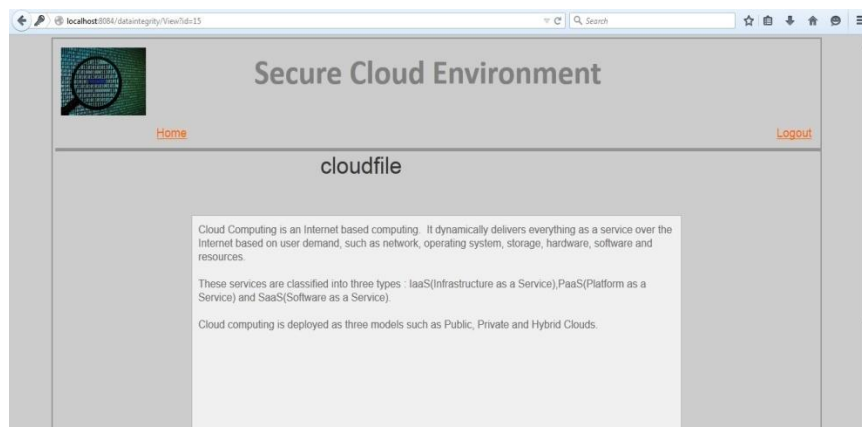 localhost:8084/dataintegrity/View?id=15
Search
Secure Cloud Environment
Home
Logout
cloudfile
Cloud Computing is an Internet based computing. It dynamically delivers everything as a service over the
Internet based on user demand, such as network, operating system, storage, hardware, software and
resources.
These services are classified into three types : IaaS(Infrastructure as a Service),PaaS(Platform as a
Service) and SaaS(Software as a Service).
Cloud computing is deployed as three models such as Public, Private and Hybrid Clouds.